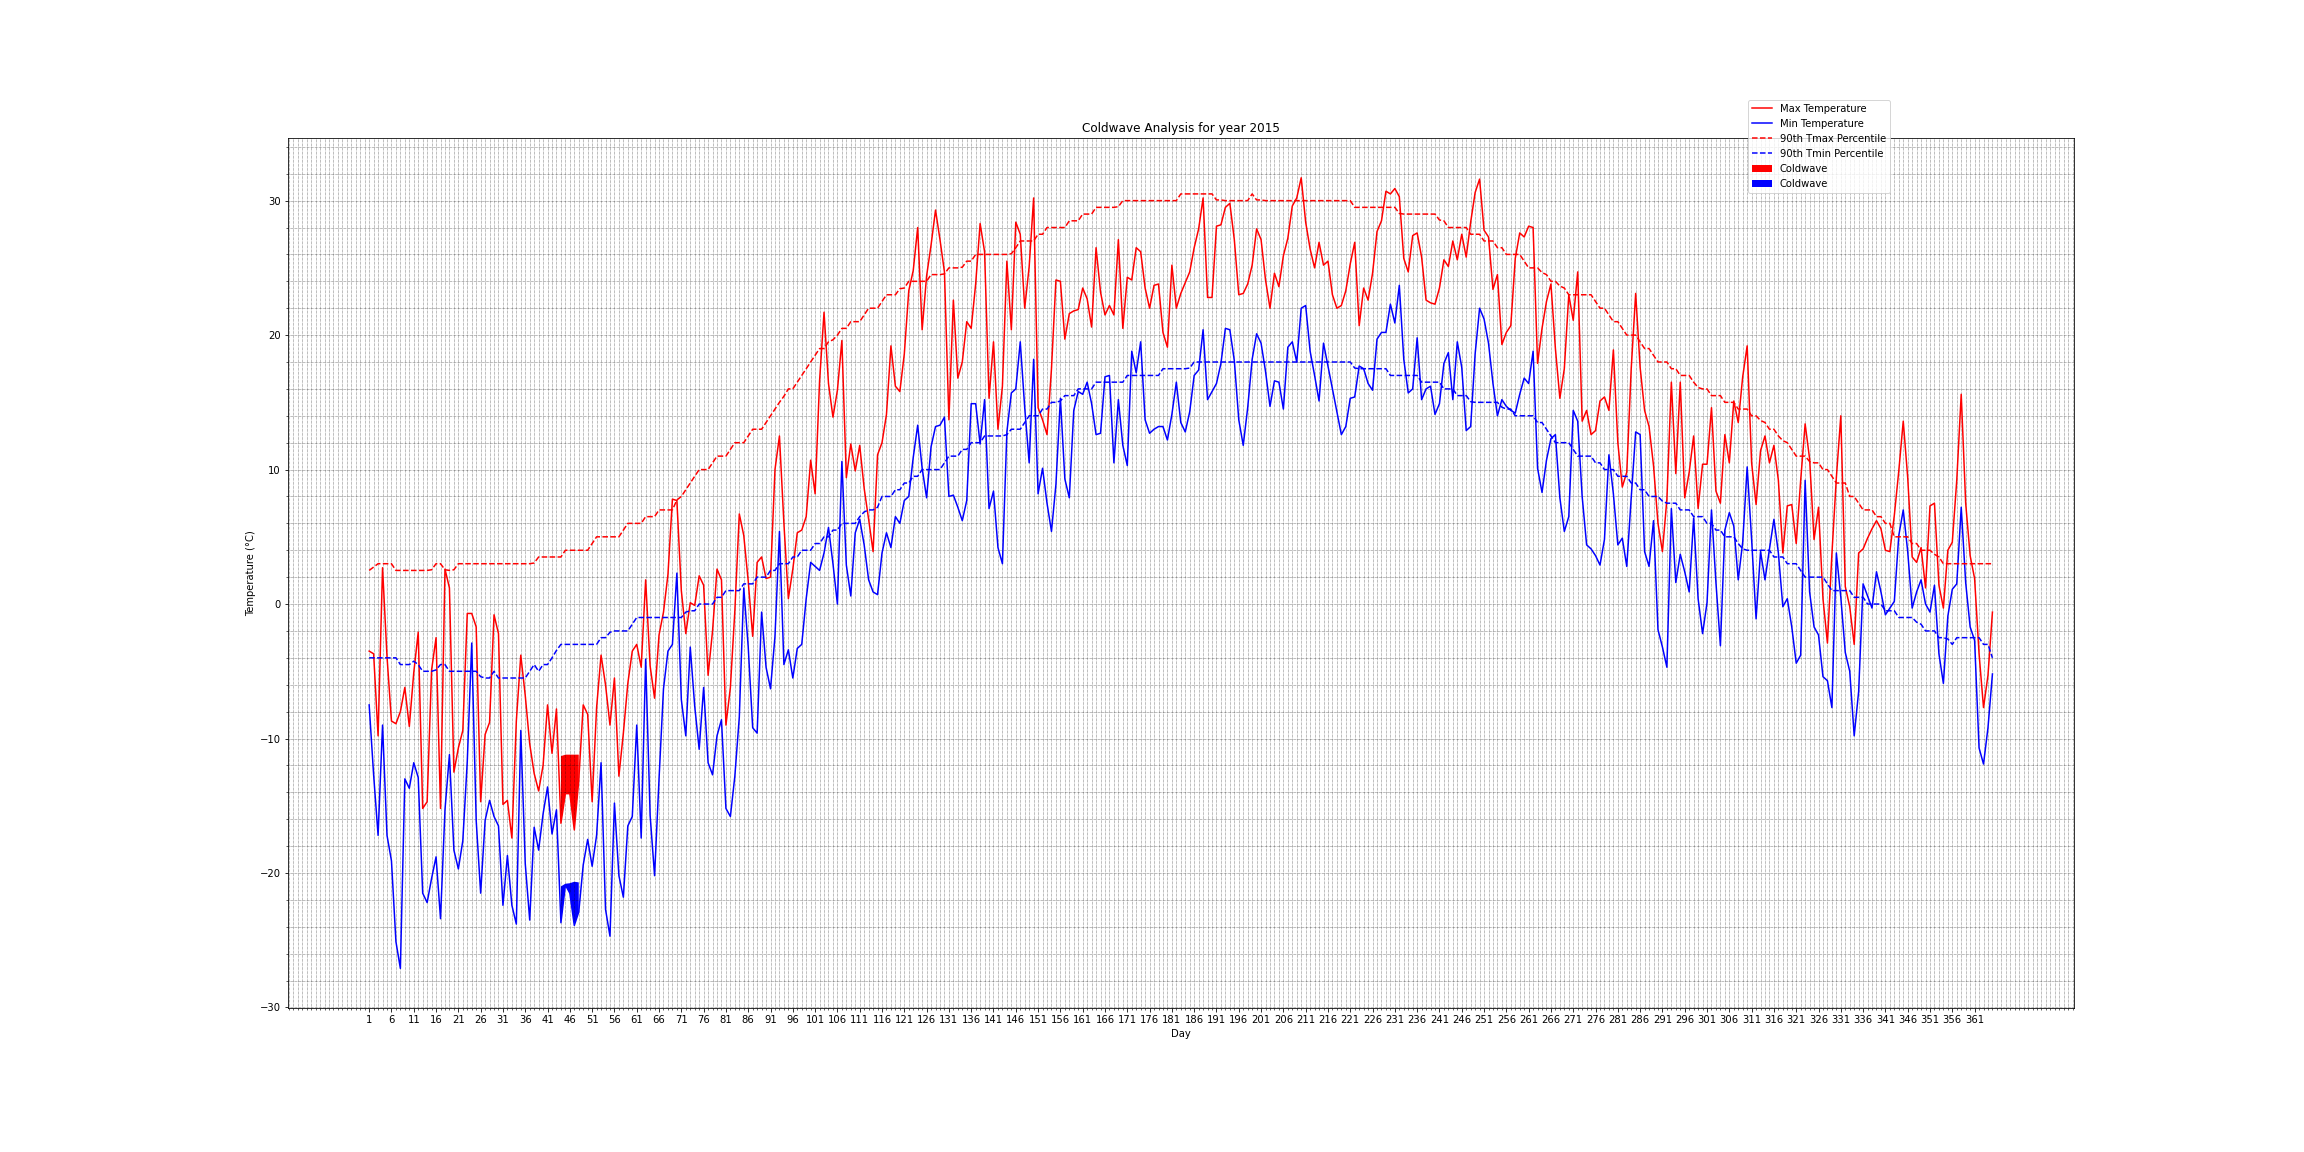 Coldwave Analysis for year 2015
Max Temperature
Min Temperature
90th Tmax Percentile
90th Tmin Percentile
Coldwave
Coldwave
Temperature (°C)
30
20
10
0
−10
−20
−30
1 6 11 16 21 26 31 36 41 46 51 56 61 66 71 76 81 86 91 96 101 106 111 116 121 126 131 136 141 146 151 156 161 166 171 176 181 186 191 196 201 206 211 216 221 226 231 236 241 246 251 256 261 266 271 276 281 286 291 296 301 306 311 316 321 326 331 336 341 346 351 356 361
Day